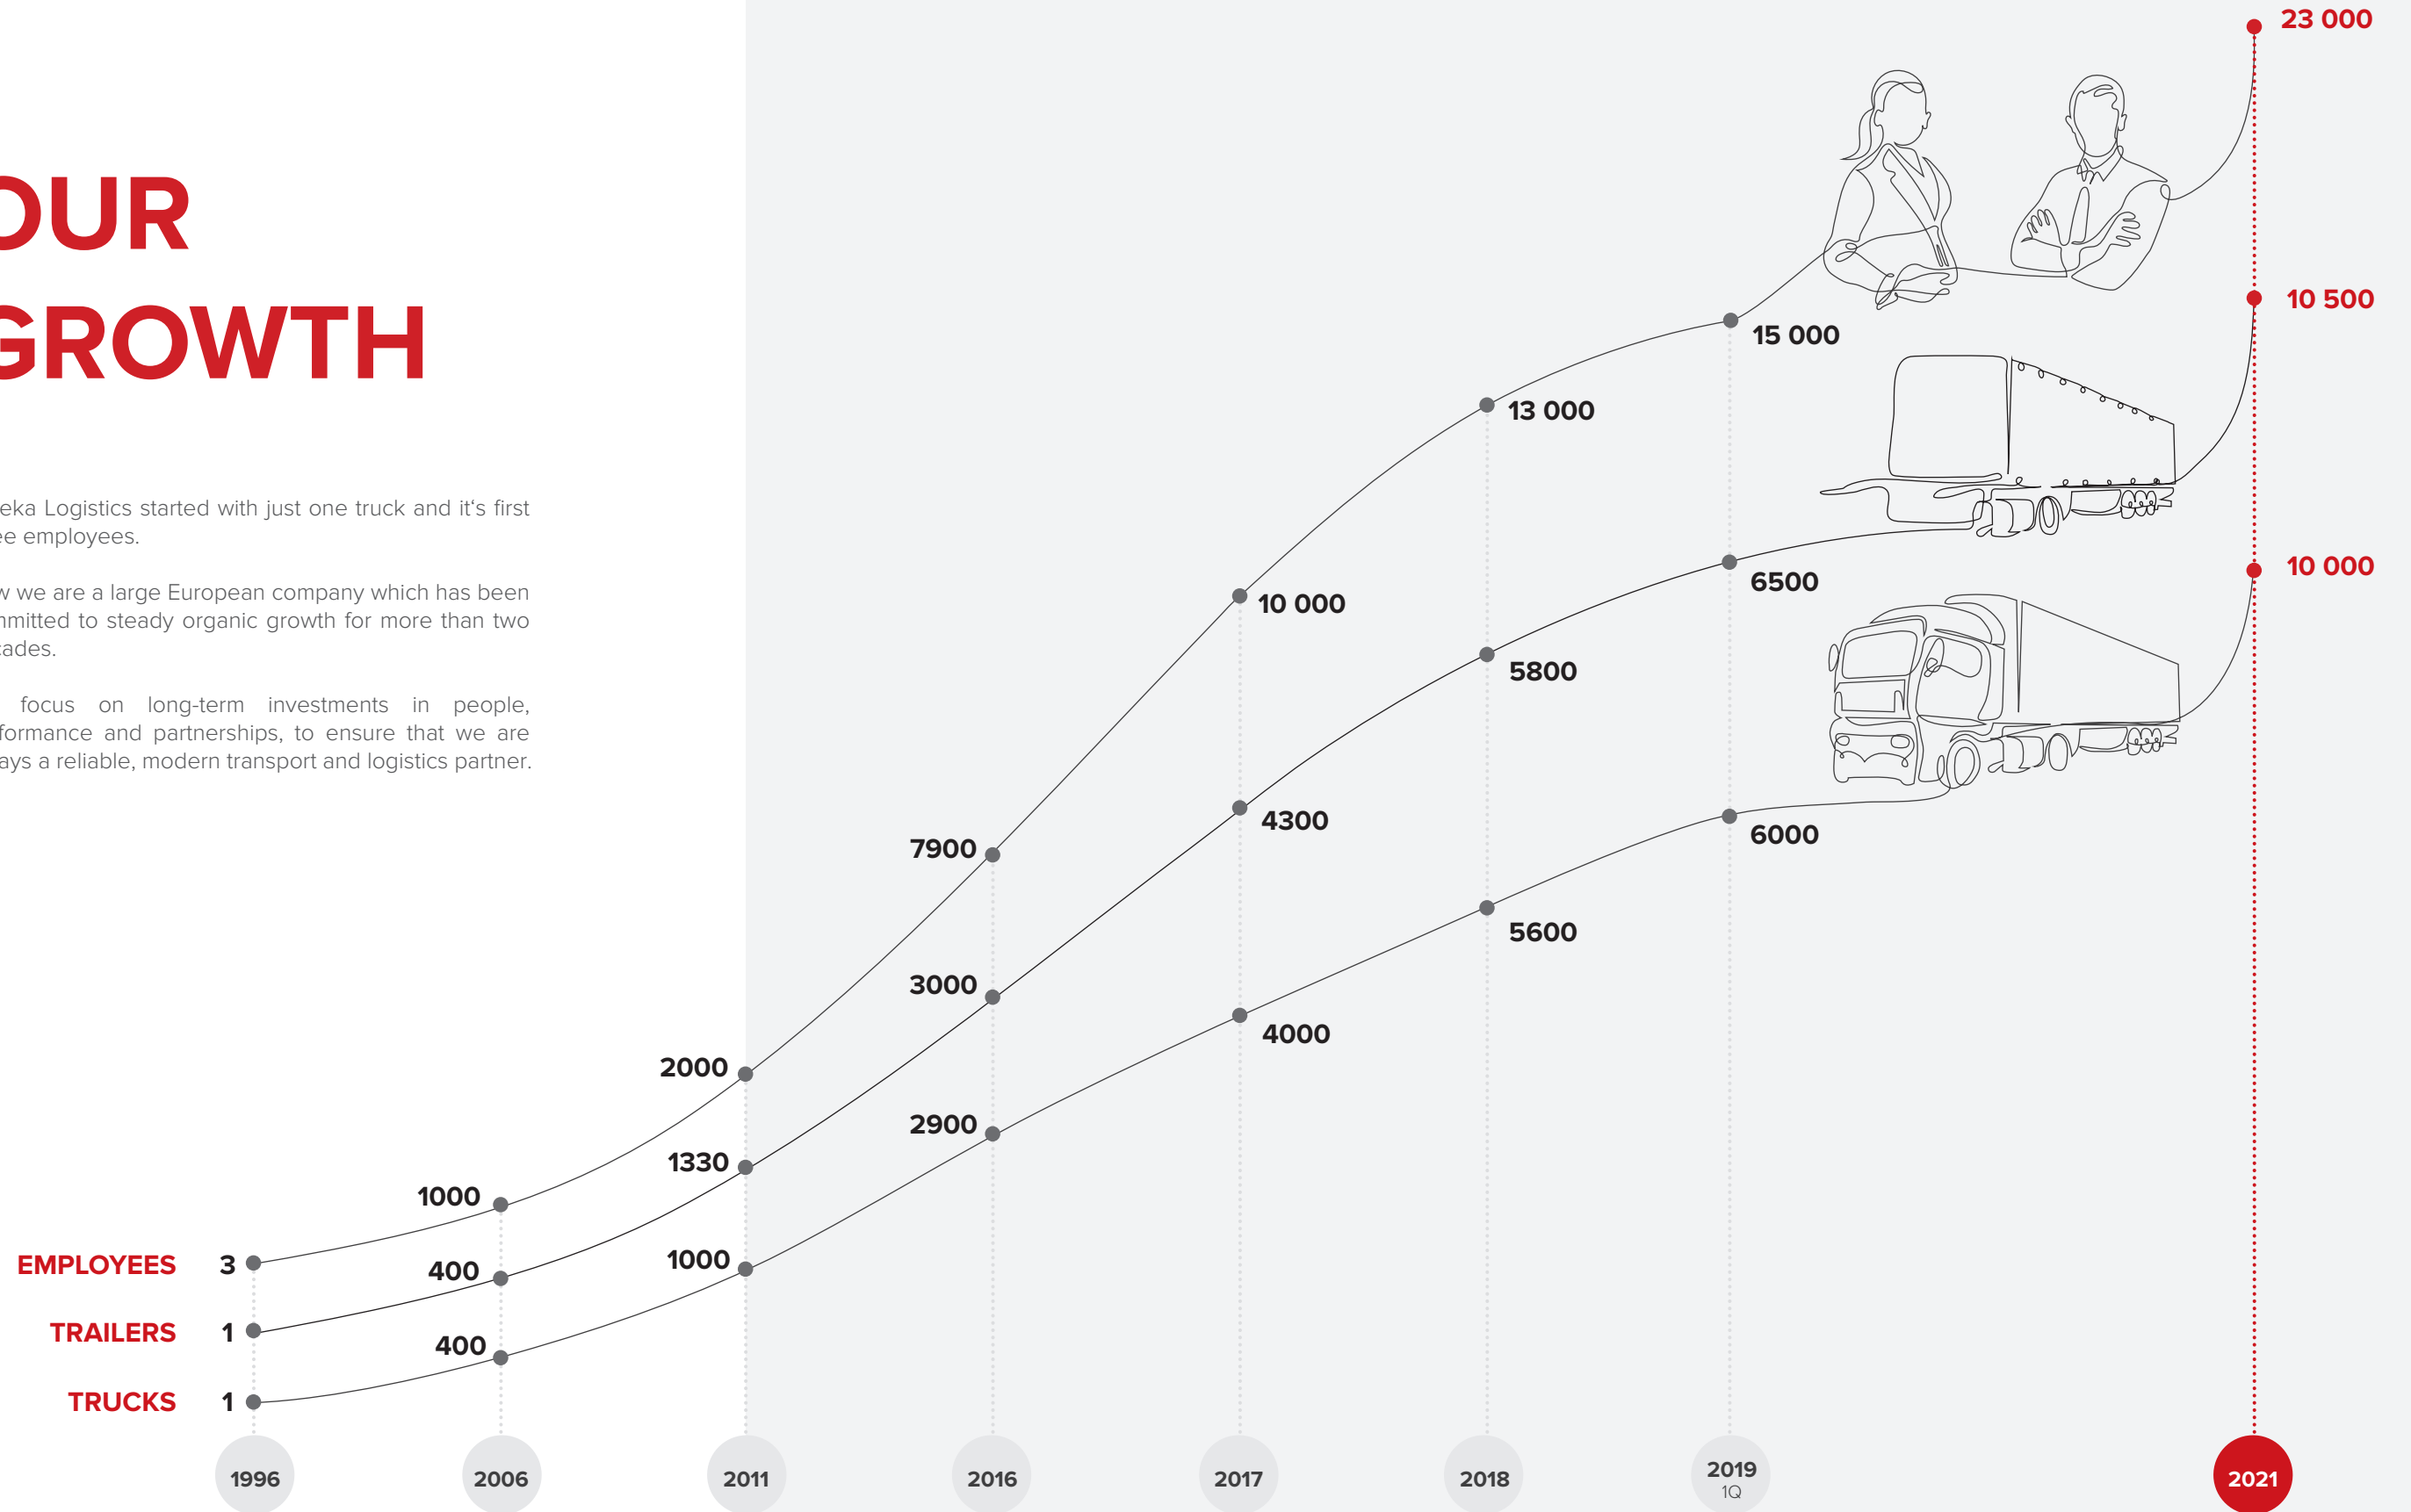 OUR
GROWTH
eka Logistics started with just one truck and it‘s first
ee employees.
w we are a large European company which has been
mmitted to steady organic growth for more than two
cades.
focus on long-term investments in people,
formance and partnerships, to ensure that we are
ays a reliable, modern transport and logistics partner.
23 000
10 500
15 000
13 000
10 000
10 000
6500
5800
7900
4300
6000
3000
5600
4000
2000
2900
1330
1000
1000
EMPLOYEES 3
400
TRAILERS 1
400
TRUCKS 1
1996 2006 2011 2016 2017 2018 2019 2021
1Q